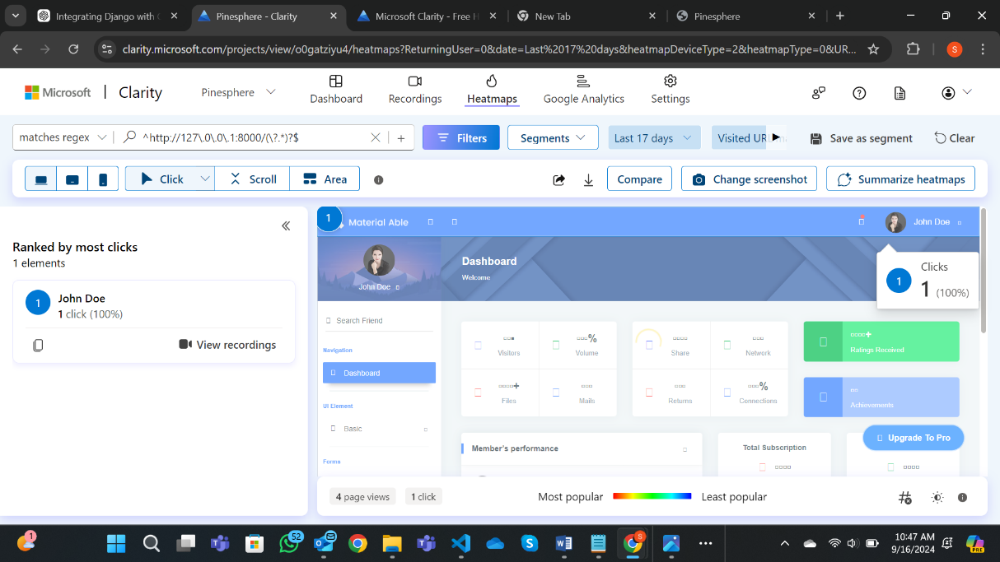 Integrating Django with
Pinesphere - Clarity
Microsoft Clarity - Free H
New Tab
Pinesphere
clarity.microsoft.com/projects/view/o0gatziyu4/heatmaps?ReturningUser=0&date=Last%2017%20days&heatmapDeviceType=2&heatmapType=0&UR...
S
Microsoft | Clarity
Pinesphere
Dashboard
Recordings
Heatmaps
Google Analytics
Settings
matches regex
^http://127\.0\.0\.1:8000/(\?.*)?$
Filters
Segments
Last 17 days
Visited UR
Save as segment
Clear
Click
Scroll
Area
Compare
Change screenshot
Summarize heatmaps
Ranked by most clicks
1 elements
1
John Doe
1 click (100%)
View recordings
1
Material Able
John Doe
John Doe
Dashboard
Welcome
1
Clicks
1 (100%)
Search Friend
Navigation
Dashboard
UI Element
Basic
Forms
Visitors
%
Volume
Share
Network
+
Files
Mails
Returns
%
Connections
+
Ratings Received
Achievements
Upgrade To Pro
Member's performance
Total Subscription
4 page views
1 click
Most popular
Least popular
1
52
S
10:47 AM
9/16/2024
PRE